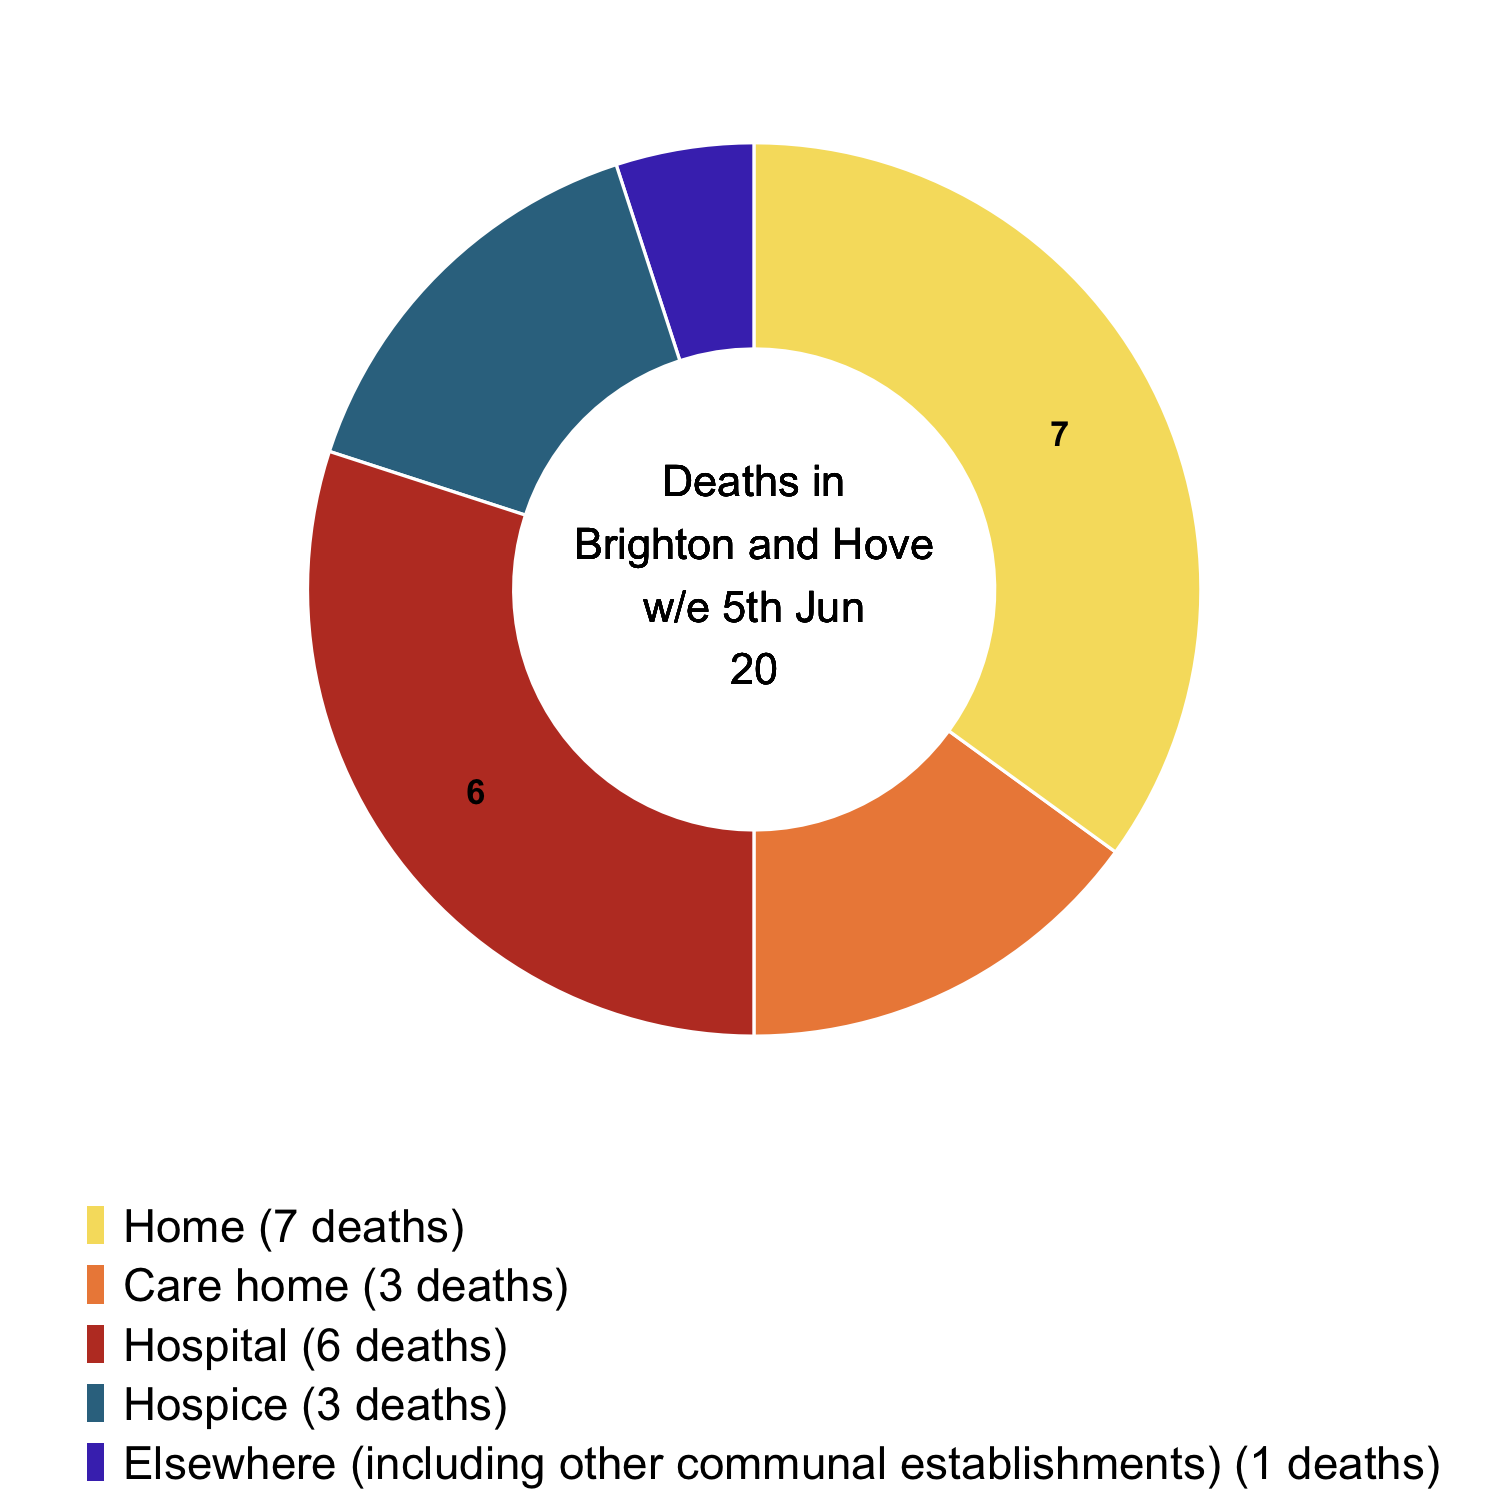 7
Deaths in
Brighton and Hove
w/e 5th Jun
20
6
Home (7 deaths)
Care home (3 deaths)
Hospital (6 deaths)
Hospice (3 deaths)
Elsewhere (including other communal establishments) (1 deaths)